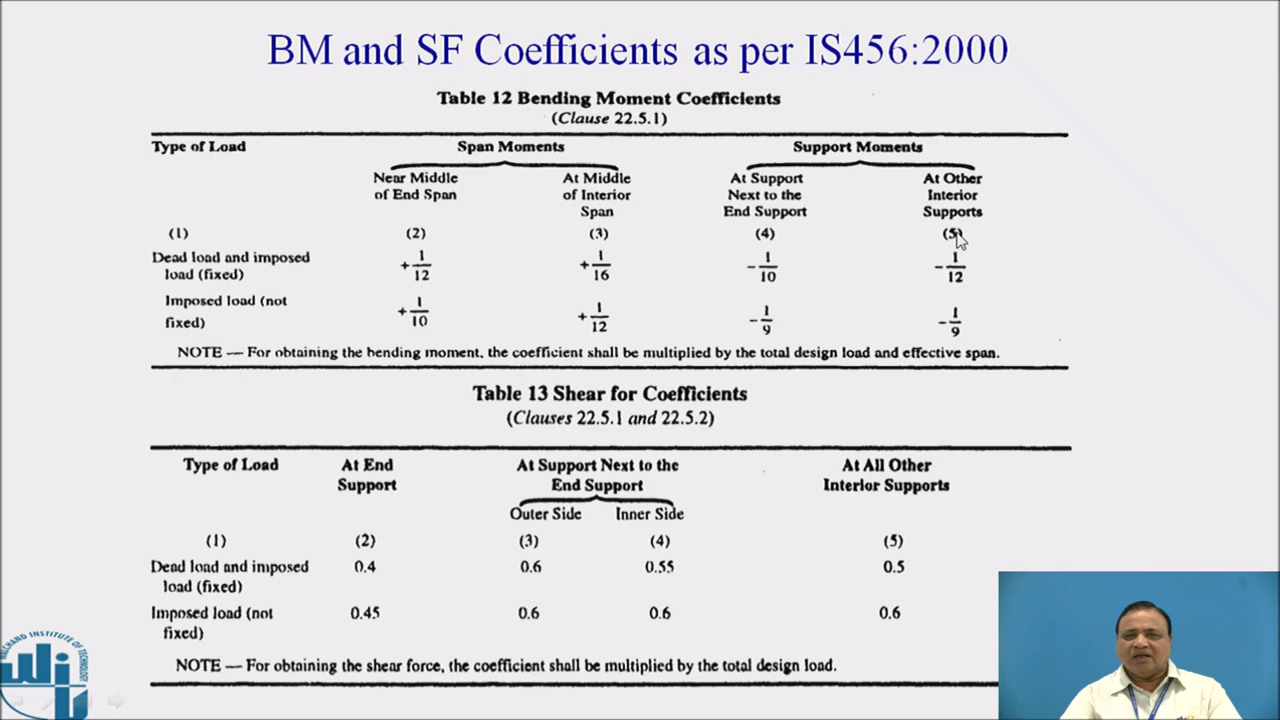 BM and SF Coefficients as per IS456:2000
Table 12 Bending Moment Coefficients
(Clause 22.5.1)
Type of Load Span Moments Support Moments
Near Middle of End Span At Middle of Interior Span At Support Next to the End Support At Other Interior Supports
(1) (2) (3) (4) (5)
Dead load and imposed load (fixed) +1/12 +1/16 -1/10 -1/12
Imposed load (not fixed) +1/10 +1/12 -1/9 -1/9
NOTE — For obtaining the bending moment, the coefficient shall be multiplied by the total design load and effective span.
Table 13 Shear for Coefficients
(Clauses 22.5.1 and 22.5.2)
Type of Load At End Support At Support Next to the End Support At All Other Interior Supports
Outer Side Inner Side
(1) (2) (3) (4) (5)
Dead load and imposed load (fixed) 0.4 0.6 0.55 0.5
Imposed load (not fixed) 0.45 0.6 0.6 0.6
NOTE — For obtaining the shear force, the coefficient shall be multiplied by the total design load.
INSTITUTE OF TECHNOLOGY